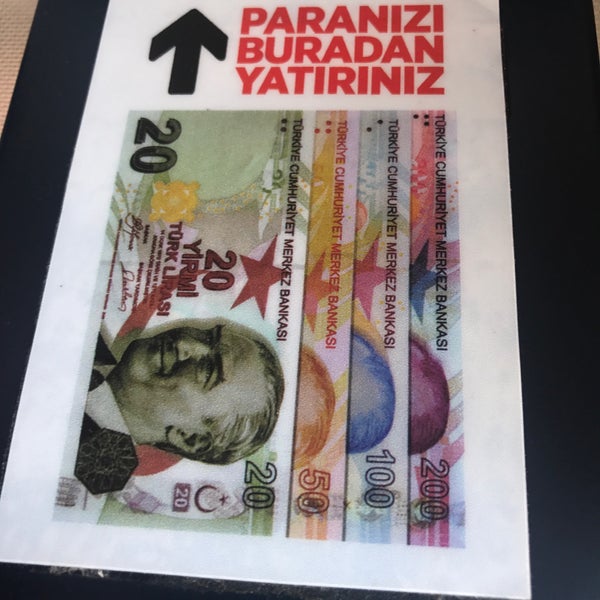 PARANIZI
BURADAN
YATIRINIZ
20
20
YİRMİ
TÜRK LİRASI
TÜRKİYE CUMHURİYET MERKEZ BANKASI
20
20
TÜRKİYE CUMHURİYET MERKEZ BANKASI
50
TÜRKİYE CUMHURİYET MERKEZ BANKASI
100
TÜRKİYE CUMHURİYET MERKEZ BANKASI
200